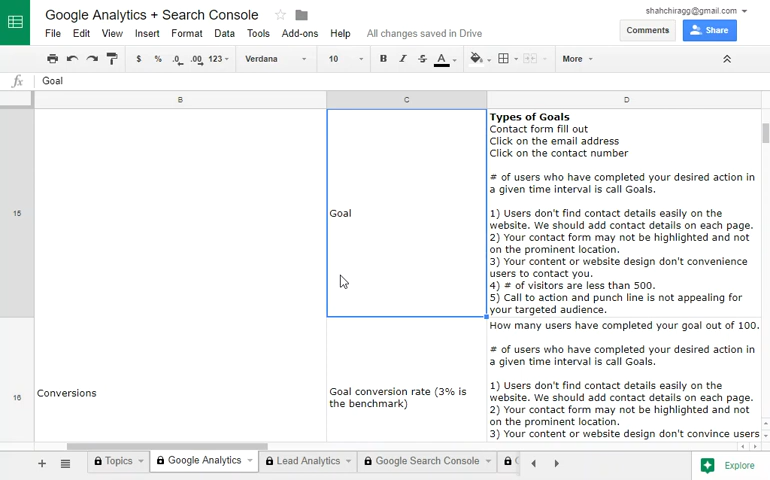 Google Analytics + Search Console
shahchiragg@gmail.com
File Edit View Insert Format Data Tools Add-ons Help All changes saved in Drive
Comments Share
$ % .0 .00 123 Verdana 10 B I S A More
fx Goal
B C D
15
Goal
Types of Goals
Contact form fill out
Click on the email address
Click on the contact number
# of users who have completed your desired action in
a given time interval is call Goals.
1) Users don't find contact details easily on the
website. We should add contact details on each page.
2) Your contact form may not be highlighted and not
on the prominent location.
3) Your content or website design don't convenience
users to contact you.
4) # of visitors are less than 500.
5) Call to action and punch line is not appealing for
your targeted audience.
16
Conversions
Goal conversion rate (3% is
the benchmark)
How many users have completed your goal out of 100.
# of users who have completed your desired action in
a given time interval is call Goals.
1) Users don't find contact details easily on the
website. We should add contact details on each page.
2) Your contact form may not be highlighted and not
on the prominent location.
3) Your content or website design don't convince users
Topics Google Analytics Lead Analytics Google Search Console
Explore